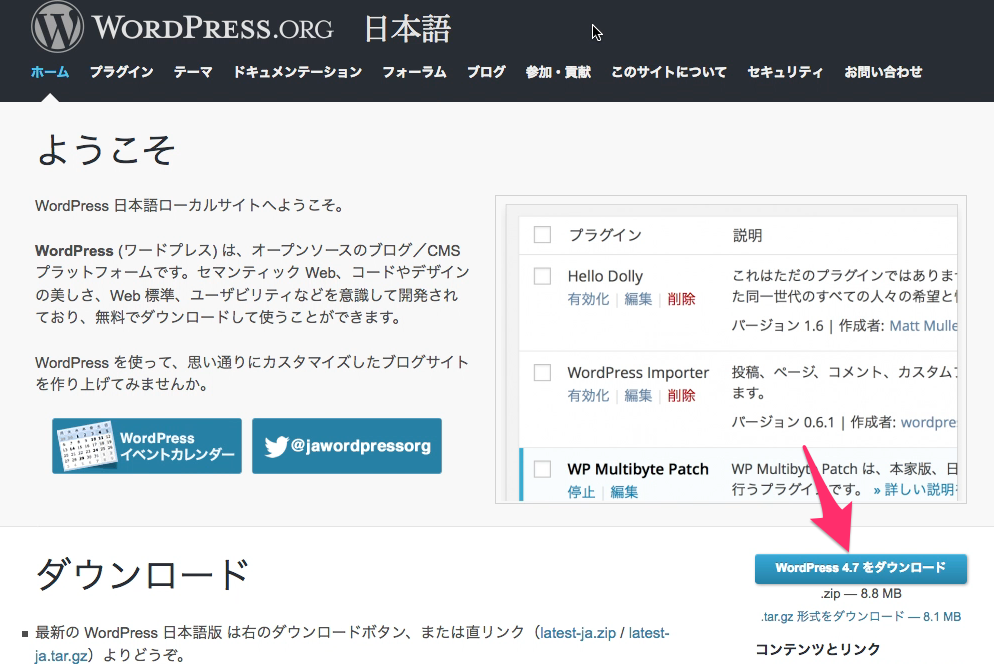 WORDPRESS.ORG 日本語
ホーム プラグイン テーマ ドキュメンテーション フォーラム ブログ 参加・貢献 このサイトについて セキュリティ お問い合わせ
ようこそ
WordPress 日本語ローカルサイトへようこそ。
WordPress (ワードプレス) は、オープンソースのブログ／CMS
プラットフォームです。セマンティック Web、コードやデザイン
の美しさ、Web 標準、ユーザビリティなどを意識して開発され
ており、無料でダウンロードして使うことができます。
WordPress を使って、思い通りにカスタマイズしたブログサイト
を作り上げてみませんか。
WordPress
イベントカレンダー
@jawordpressorg
プラグイン 説明
Hello Dolly これはただのプラグインではありま
有効化 | 編集 | 削除 た同一世代のすべての人々の希望と
バージョン 1.6 | 作成者: Matt Mulle
WordPress Importer 投稿、ページ、コメント、カスタム
有効化 | 編集 | 削除 ます。
バージョン 0.6.1 | 作成者: wordpre
WP Multibyte Patch WP Multibyte Patch は、本家版、日
停止 | 編集 行うプラグインです。 » 詳しい説明
ダウンロード
最新の WordPress 日本語版 は右のダウンロードボタン、または直リンク（latest-ja.zip / latest-
ja.tar.gz）よりどうぞ。
WordPress 4.7 をダウンロード
.zip — 8.8 MB
.tar.gz 形式をダウンロード — 8.1 MB
コンテンツとリンク